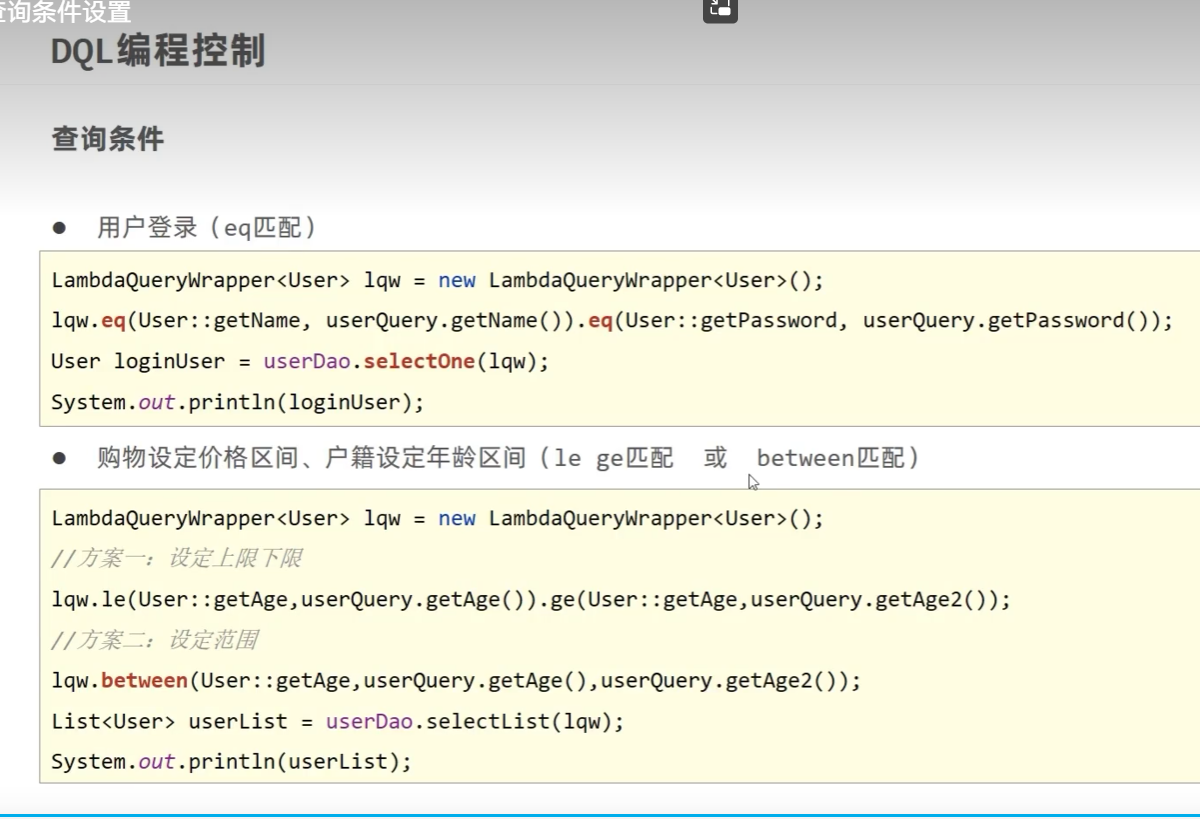 查询条件设置
DQL编程控制
查询条件
● 用户登录（eq匹配）
LambdaQueryWrapper<User> lqw = new LambdaQueryWrapper<User>();
lqw.eq(User::getName, userQuery.getName()).eq(User::getPassword, userQuery.getPassword());
User loginUser = userDao.selectOne(lqw);
System.out.println(loginUser);
● 购物设定价格区间、户籍设定年龄区间（le ge匹配 或 between匹配）
LambdaQueryWrapper<User> lqw = new LambdaQueryWrapper<User>();
//方案一：设定上限下限
lqw.le(User::getAge,userQuery.getAge()).ge(User::getAge,userQuery.getAge2());
//方案二：设定范围
lqw.between(User::getAge,userQuery.getAge(),userQuery.getAge2());
List<User> userList = userDao.selectList(lqw);
System.out.println(userList);